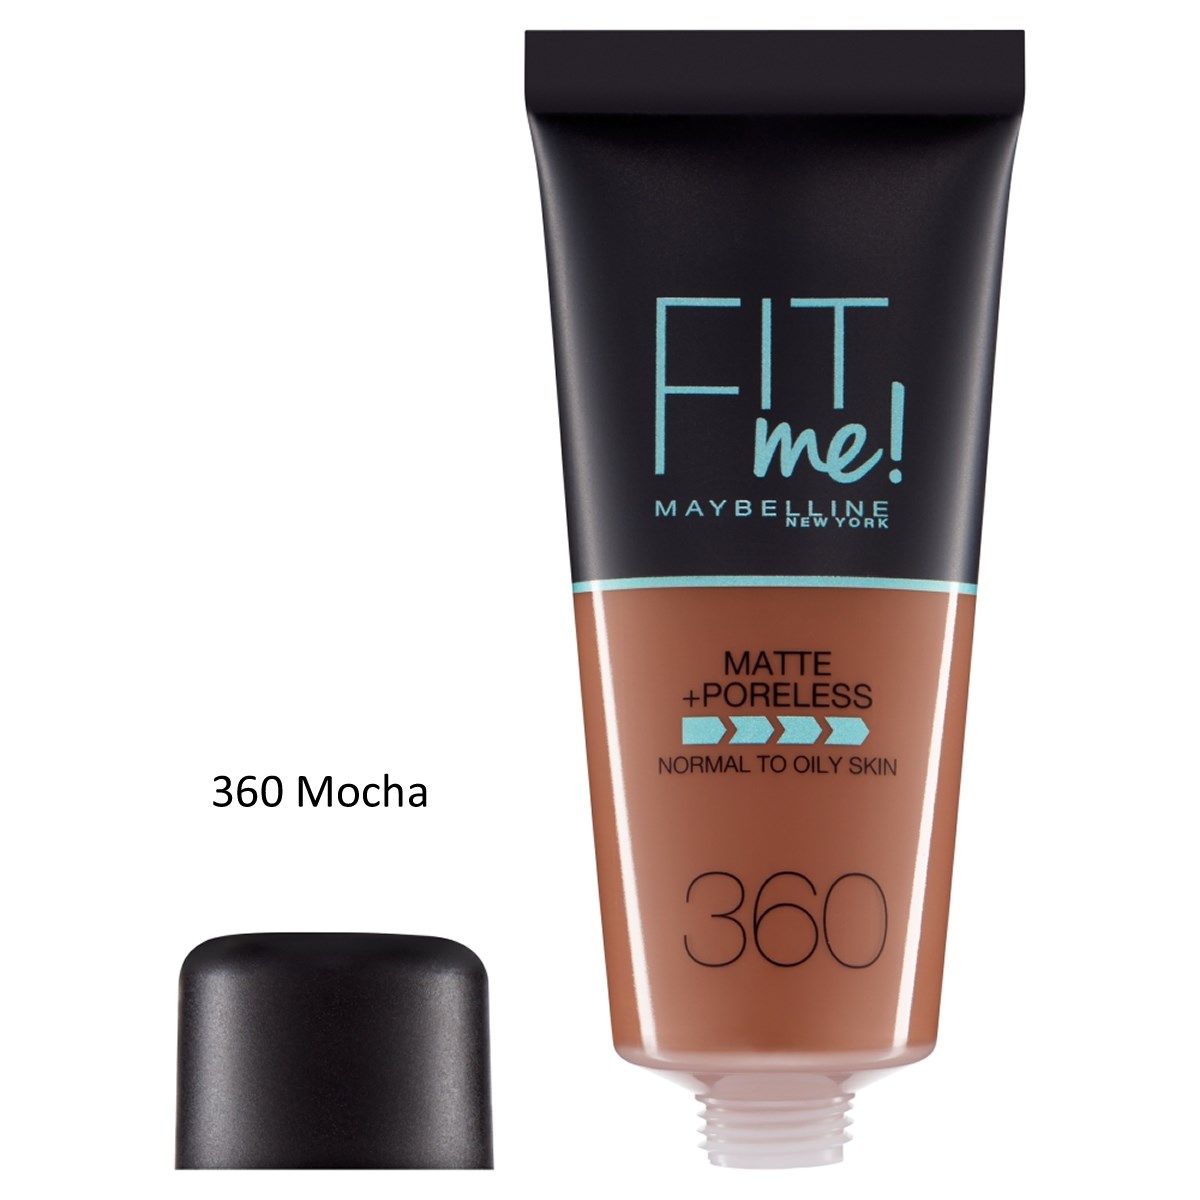 FIT
me!
MAYBELLINE
NEW YORK
MATTE
+PORELESS
NORMAL TO OILY SKIN
360
360 Mocha